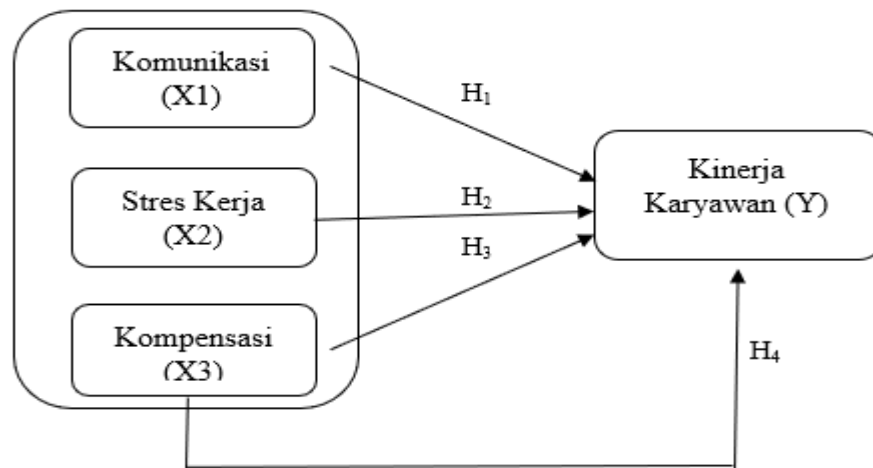 Komunikasi
(X1)
H₁
Kinerja
Karyawan (Y)
Stres Kerja
(X2)
H₂
H₃
Kompensasi
(X3)
H₄